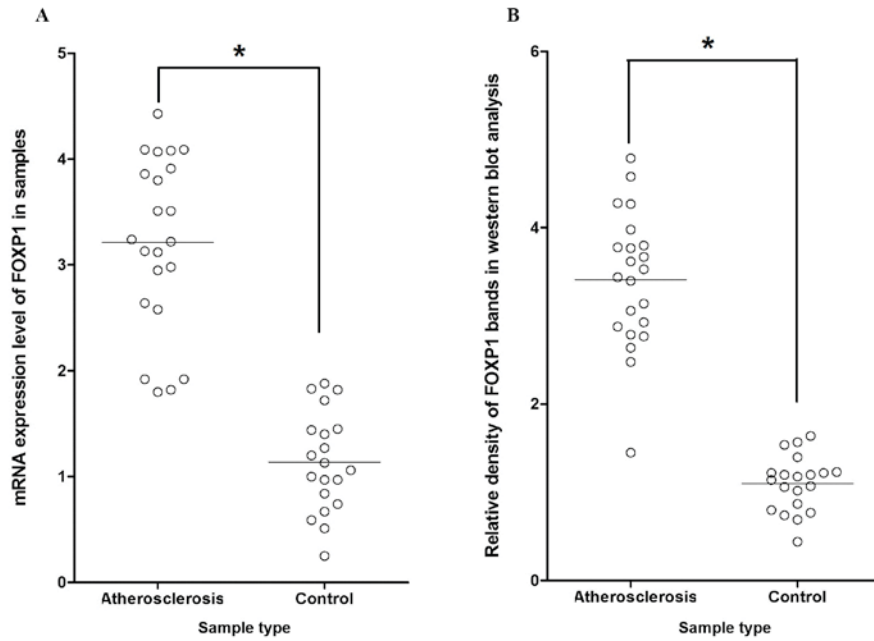 A
mRNA expression level of FOXP1 in samples
5
4
3
2
1
0
*
Atherosclerosis
Control
Sample type
B
Relative density of FOXP1 bands in western blot analysis
6
4
2
0
*
Atherosclerosis
Control
Sample type